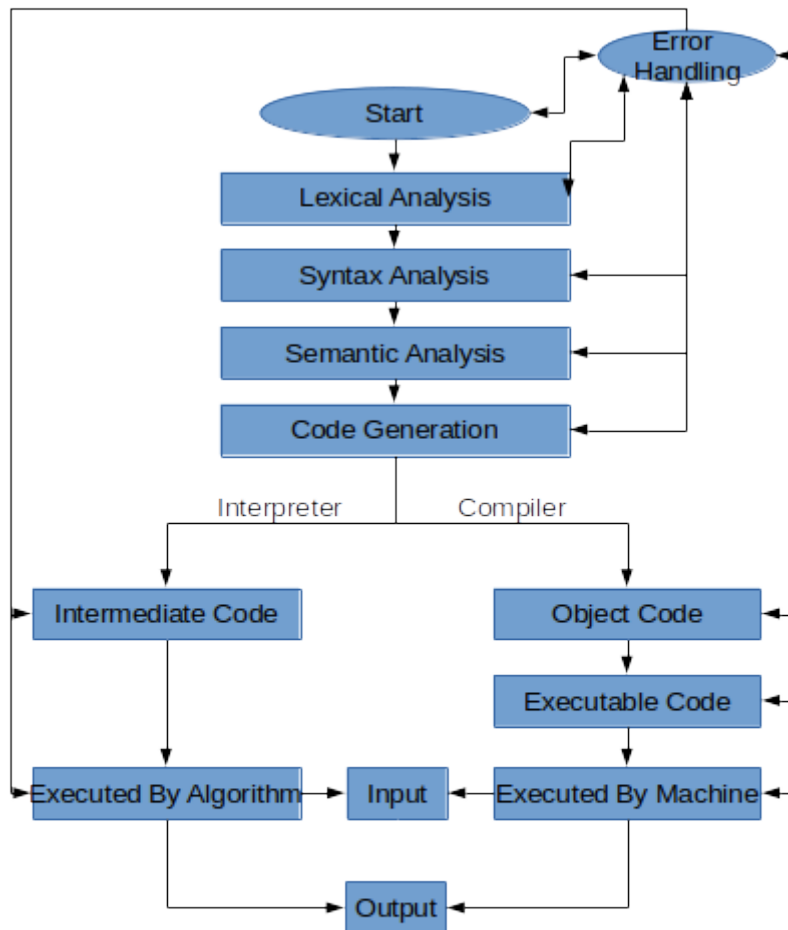 Error
Handling
Start
Lexical Analysis
Syntax Analysis
Semantic Analysis
Code Generation
Interpreter
Compiler
Intermediate Code
Object Code
Executable Code
Executed By Algorithm
Input
Executed By Machine
Output